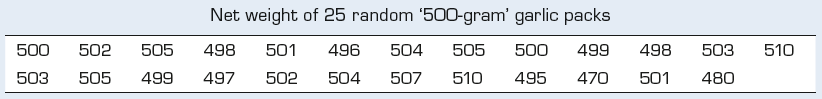 Net weight of 25 random ‘500-gram’ garlic packs
500 502 505 498 501 496 504 505 500 499 498 503 510
503 505 499 497 502 504 507 510 495 470 501 480